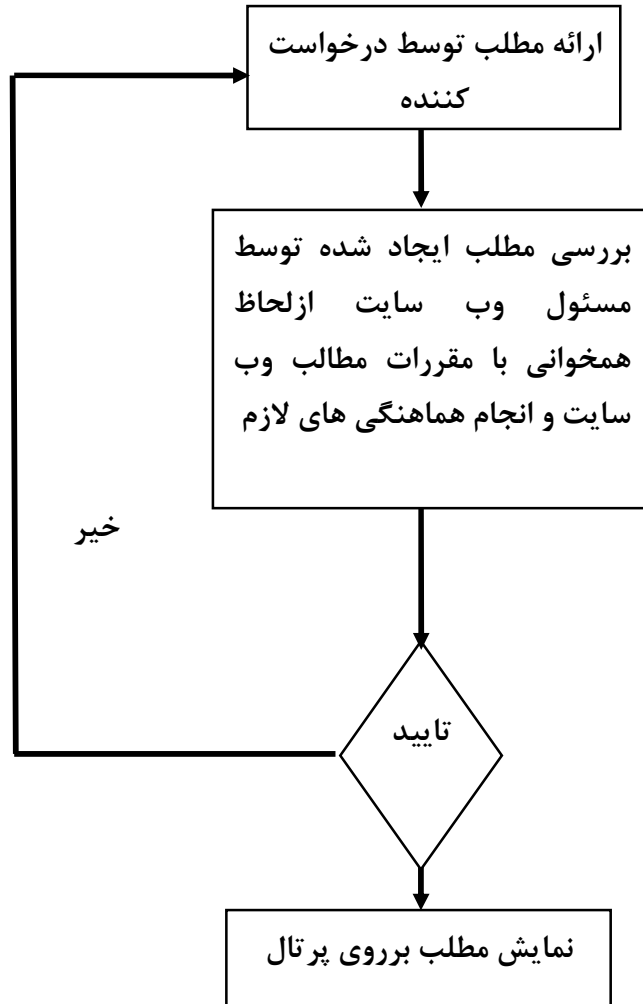 ارائه مطلب توسط درخواست
کننده
بررسی مطلب ایجاد شده توسط
مسئول وب سایت ازلحاظ
همخوانی با مقررات مطالب وب
سایت و انجام هماهنگی های لازم
خیر
تایید
نمایش مطلب برروی پرتال